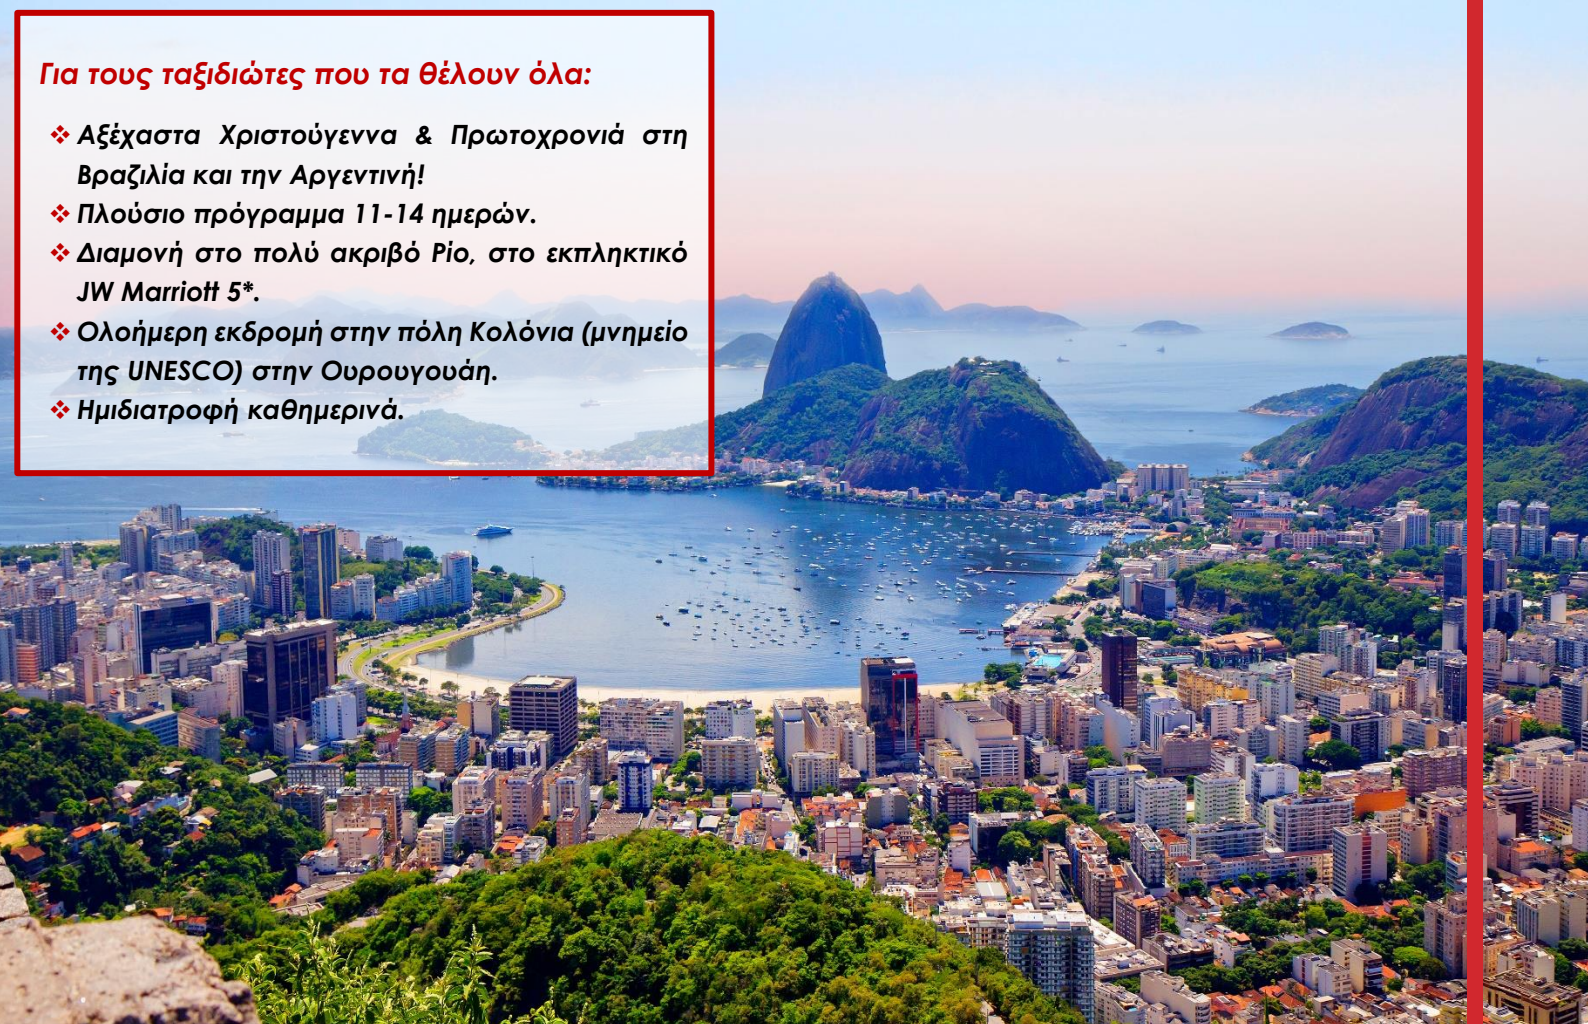 Για τους ταξιδιώτες που τα θέλουν όλα:
❖ Αξέχαστα Χριστούγεννα & Πρωτοχρονιά στη
Βραζιλία και την Αργεντινή!
❖ Πλούσιο πρόγραμμα 11-14 ημερών.
❖ Διαμονή στο πολύ ακριβό Ρίο, στο εκπληκτικό
JW Marriott 5*.
❖ Ολοήμερη εκδρομή στην πόλη Κολόνια (μνημείο
της UNESCO) στην Ουρουγουάη.
❖ Ημιδιατροφή καθημερινά.